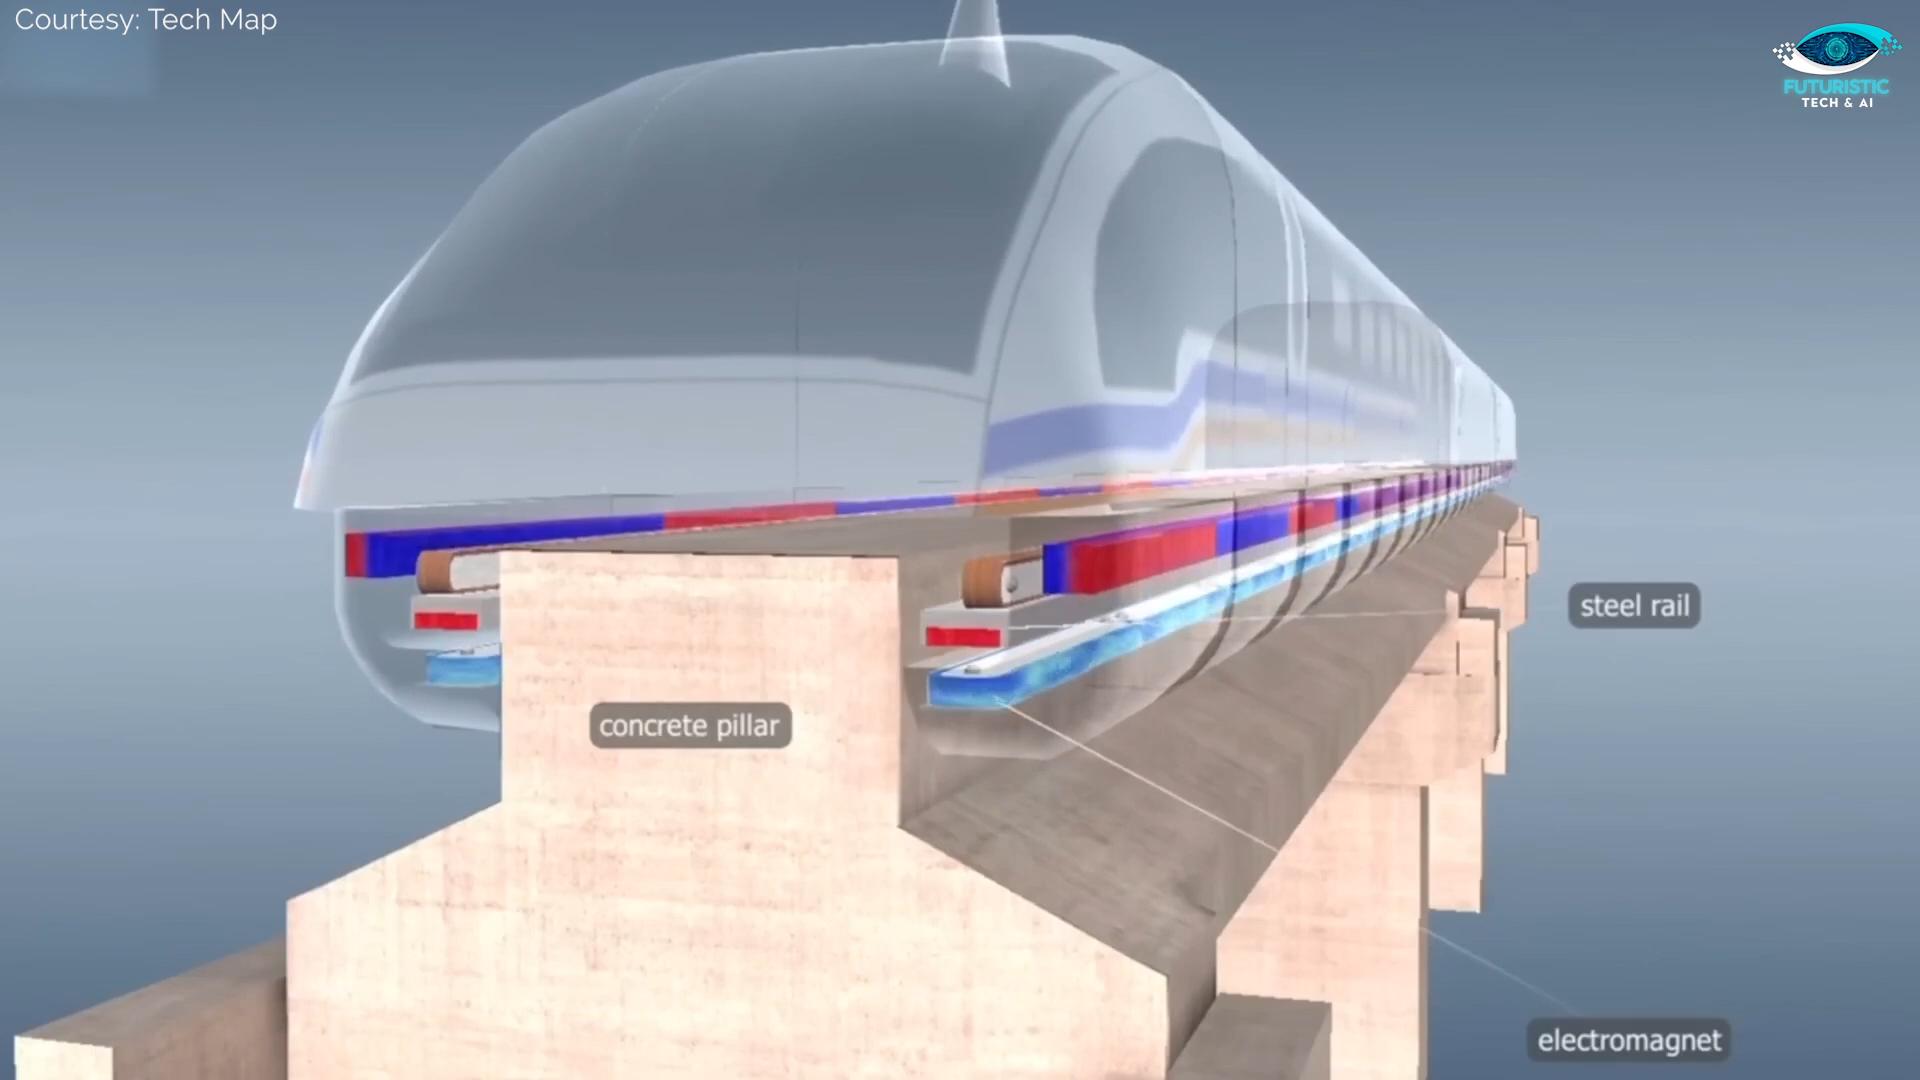 Courtesy: Tech Map
FUTURISTIC
TECH & AI
steel rail
concrete pillar
electromagnet